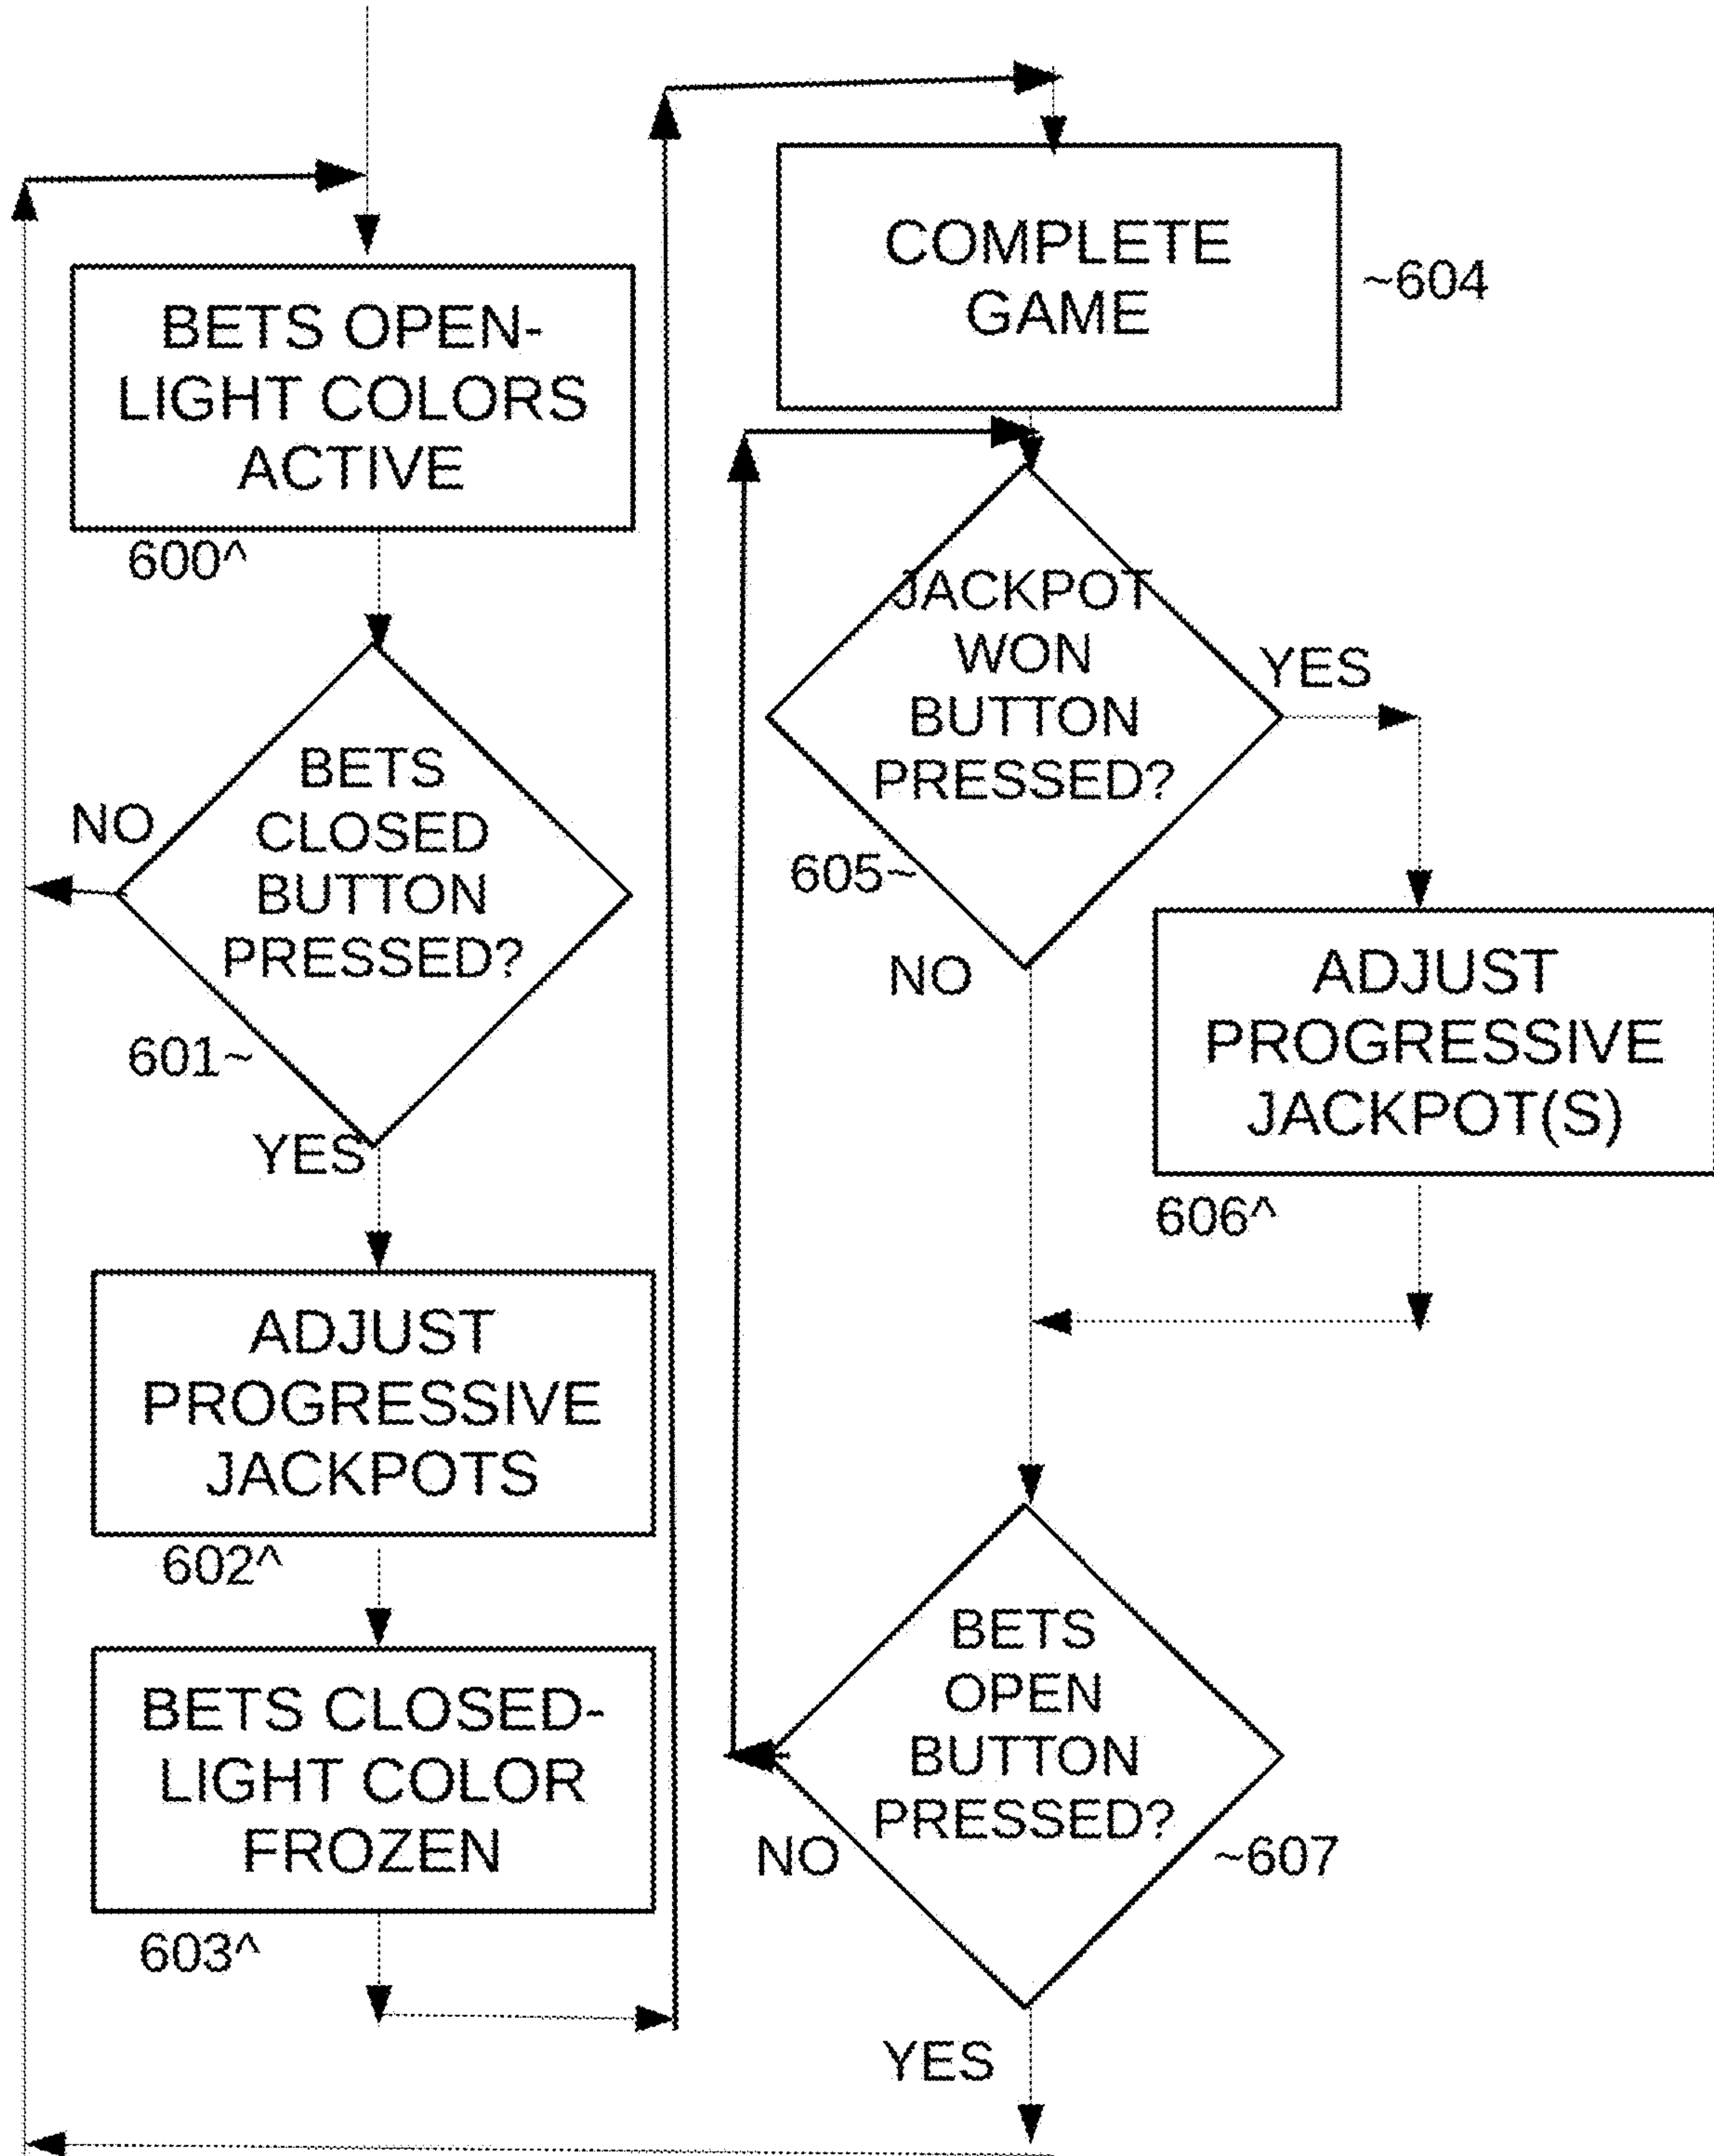 BETS OPEN-
LIGHT COLORS
ACTIVE
600^
BETS
CLOSED
BUTTON
PRESSED?
NO
601~
YES
ADJUST
PROGRESSIVE
JACKPOTS
602^
BETS CLOSED-
LIGHT COLOR
FROZEN
603^
COMPLETE
GAME
~604
JACKPOT
WON
BUTTON
PRESSED?
YES
605~
NO
ADJUST
PROGRESSIVE
JACKPOT(S)
606^
BETS
OPEN
BUTTON
PRESSED?
NO
~607
YES